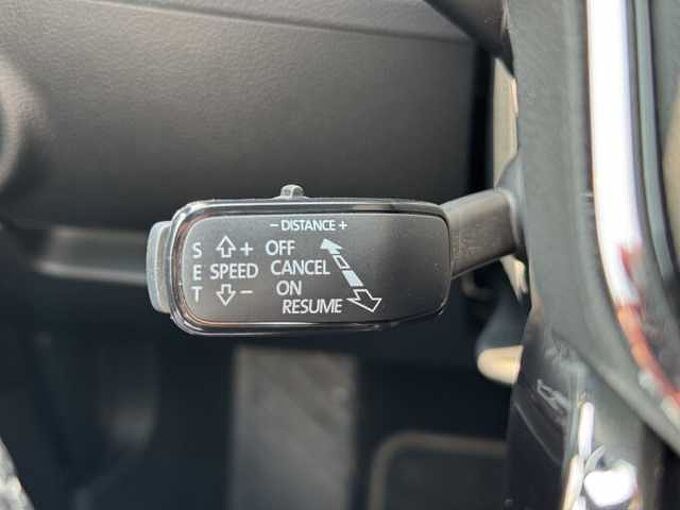 - DISTANCE +
S + OFF
E SPEED CANCEL
T - ON
RESUME